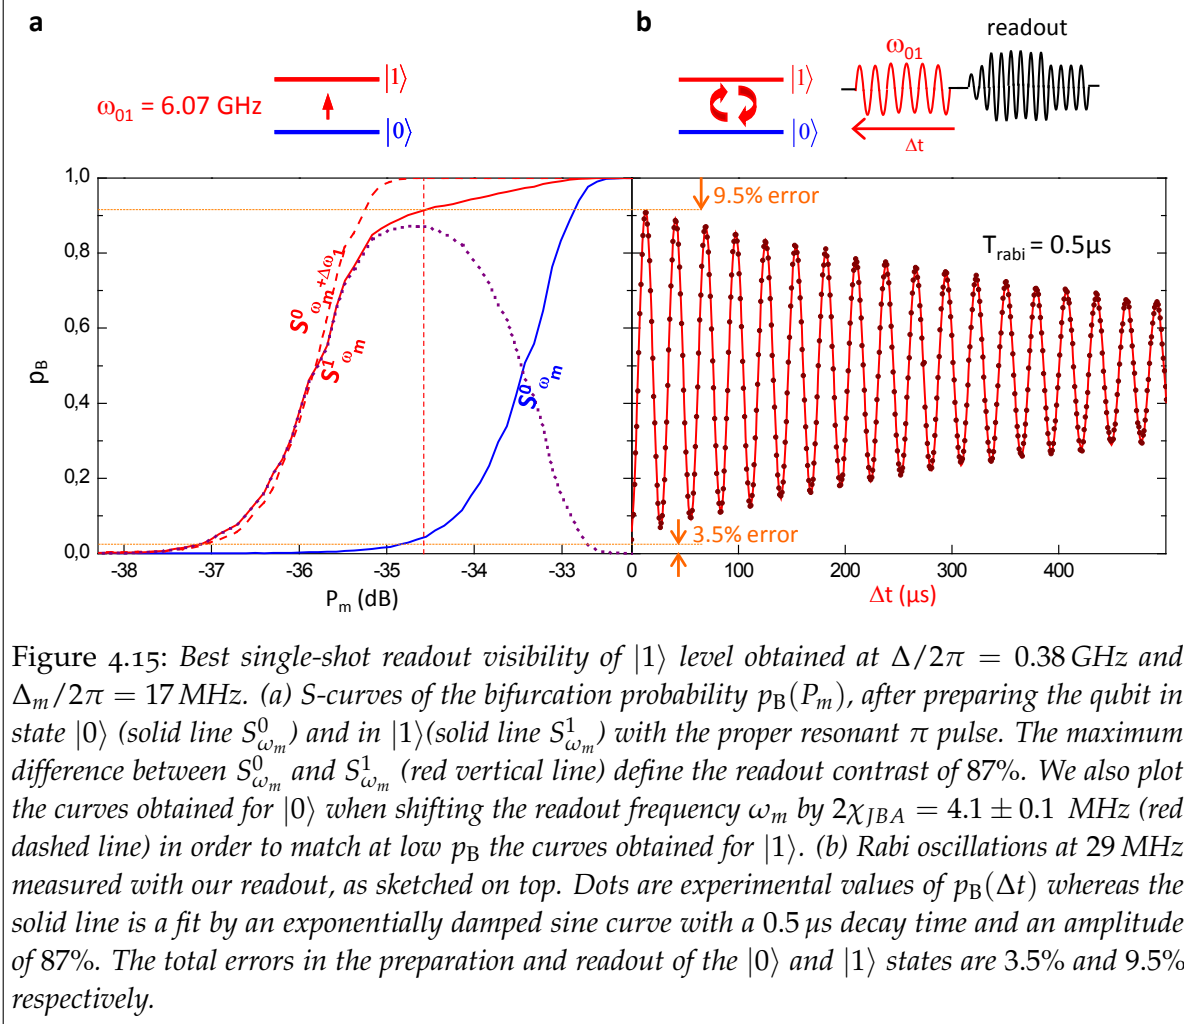 a
b
readout
ω01
|1⟩
|1⟩
ω01 = 6.07 GHz
|0⟩
|0⟩
Δt
1,0
9.5% error
Trabi = 0.5µs
0,8
S0ωm+Δω1
0,6
S1ωm
S0ωm
pB
0,4
0,2
3.5% error
0,0
-38 -37 -36 -35 -34 -33 0 100 200 300 400
Pm (dB)
Δt (µs)
Figure 4.15: Best single-shot readout visibility of |1⟩ level obtained at Δ/2π = 0.38 GHz and
Δm/2π = 17 MHz. (a) S-curves of the bifurcation probability pB(Pm), after preparing the qubit in
state |0⟩ (solid line S0ωm) and in |1⟩(solid line S1ωm) with the proper resonant π pulse. The maximum
difference between S0ωm and S1ωm (red vertical line) define the readout contrast of 87%. We also plot
the curves obtained for |0⟩ when shifting the readout frequency ωm by 2χJBA = 4.1 ± 0.1 MHz (red
dashed line) in order to match at low pB the curves obtained for |1⟩. (b) Rabi oscillations at 29 MHz
measured with our readout, as sketched on top. Dots are experimental values of pB(Δt) whereas the
solid line is a fit by an exponentially damped sine curve with a 0.5 µs decay time and an amplitude
of 87%. The total errors in the preparation and readout of the |0⟩ and |1⟩ states are 3.5% and 9.5%
respectively.